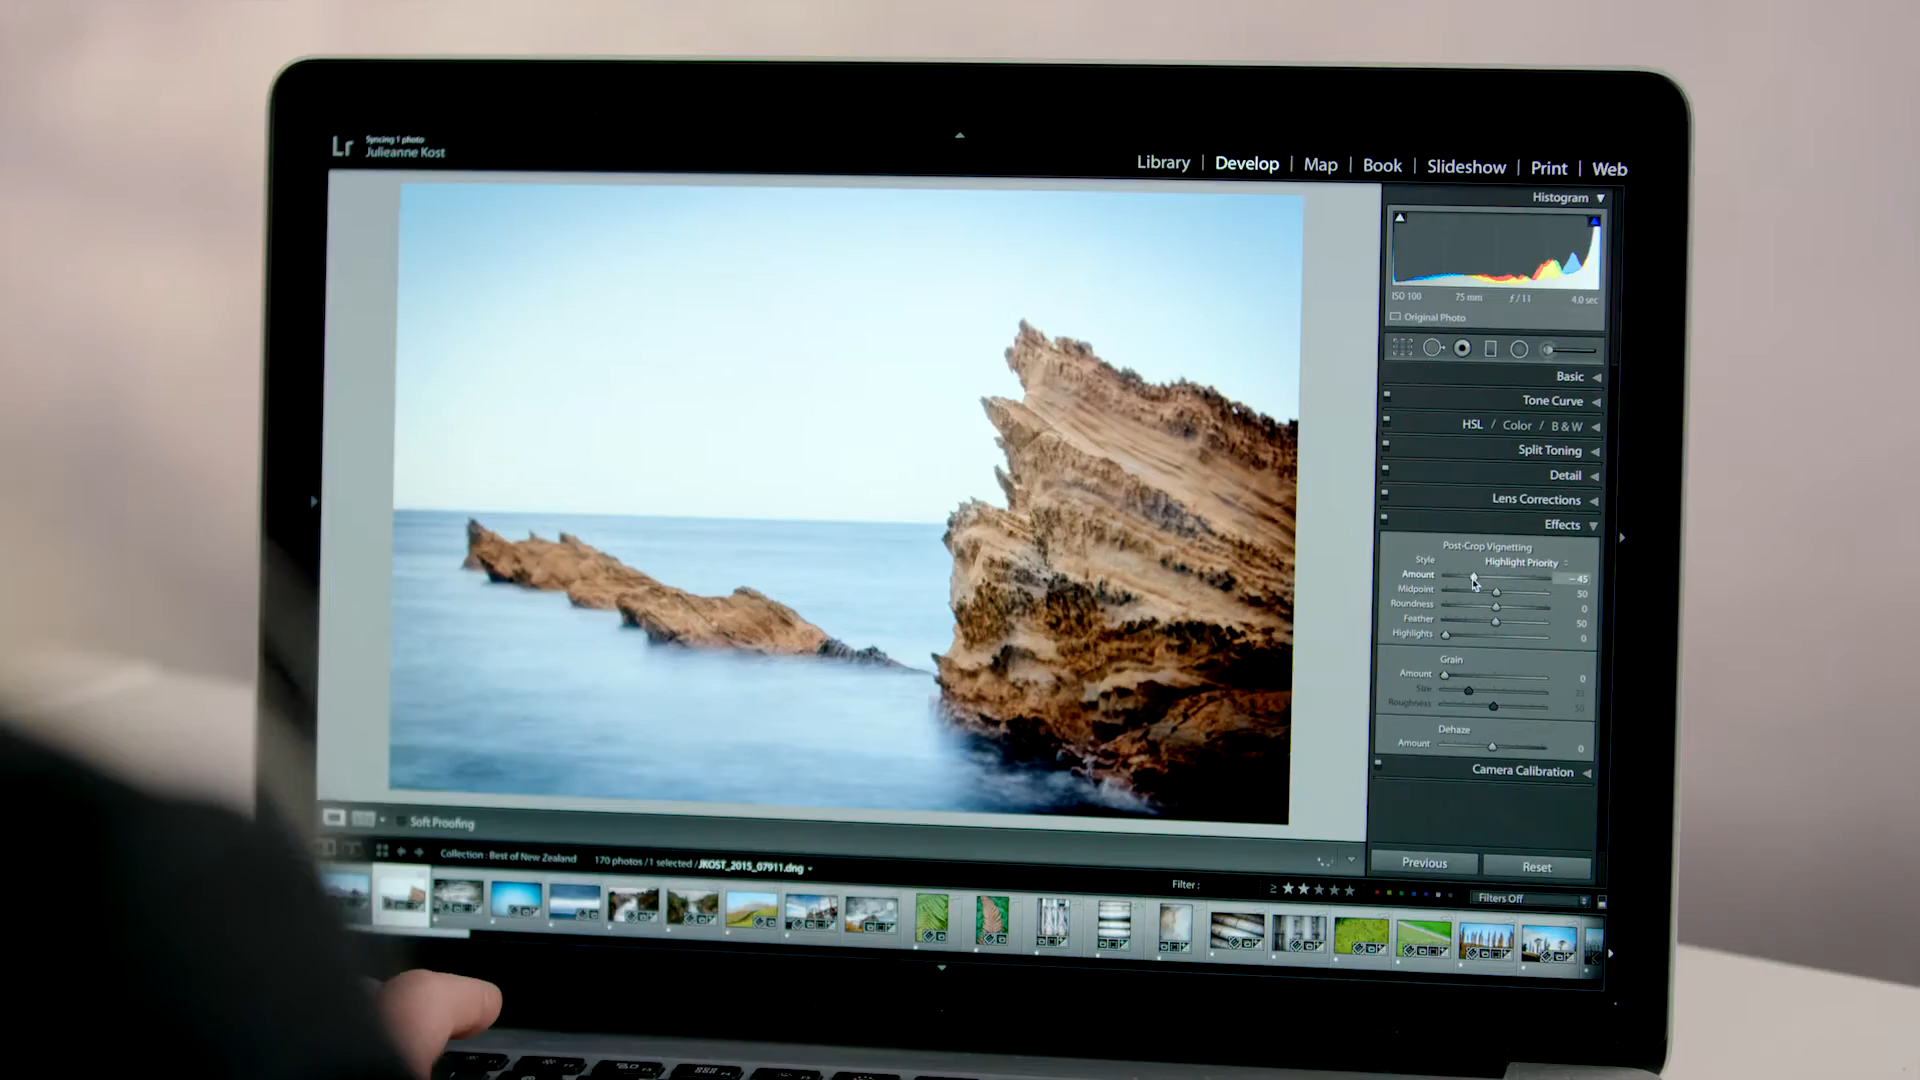 Lr
Syncing 1 photo
Julieanne Kost
Library | Develop | Map | Book | Slideshow | Print | Web
Histogram
ISO 100 75 mm f / 11 4.0 sec
Original Photo
Basic
Tone Curve
HSL / Color / B & W
Split Toning
Detail
Lens Corrections
Effects
Post-Crop Vignetting
Style Highlight Priority
Amount – 45
Midpoint 50
Roundness 0
Feather 50
Highlights 0
Grain
Amount 0
Size 25
Roughness 50
Dehaze
Amount 0
Camera Calibration
Previous Reset
Soft Proofing
Collection : Best of New Zealand 170 photos / 1 selected / JKOST_2015_07911.dng
Filter : ≥ ★★★★★ Filters Off